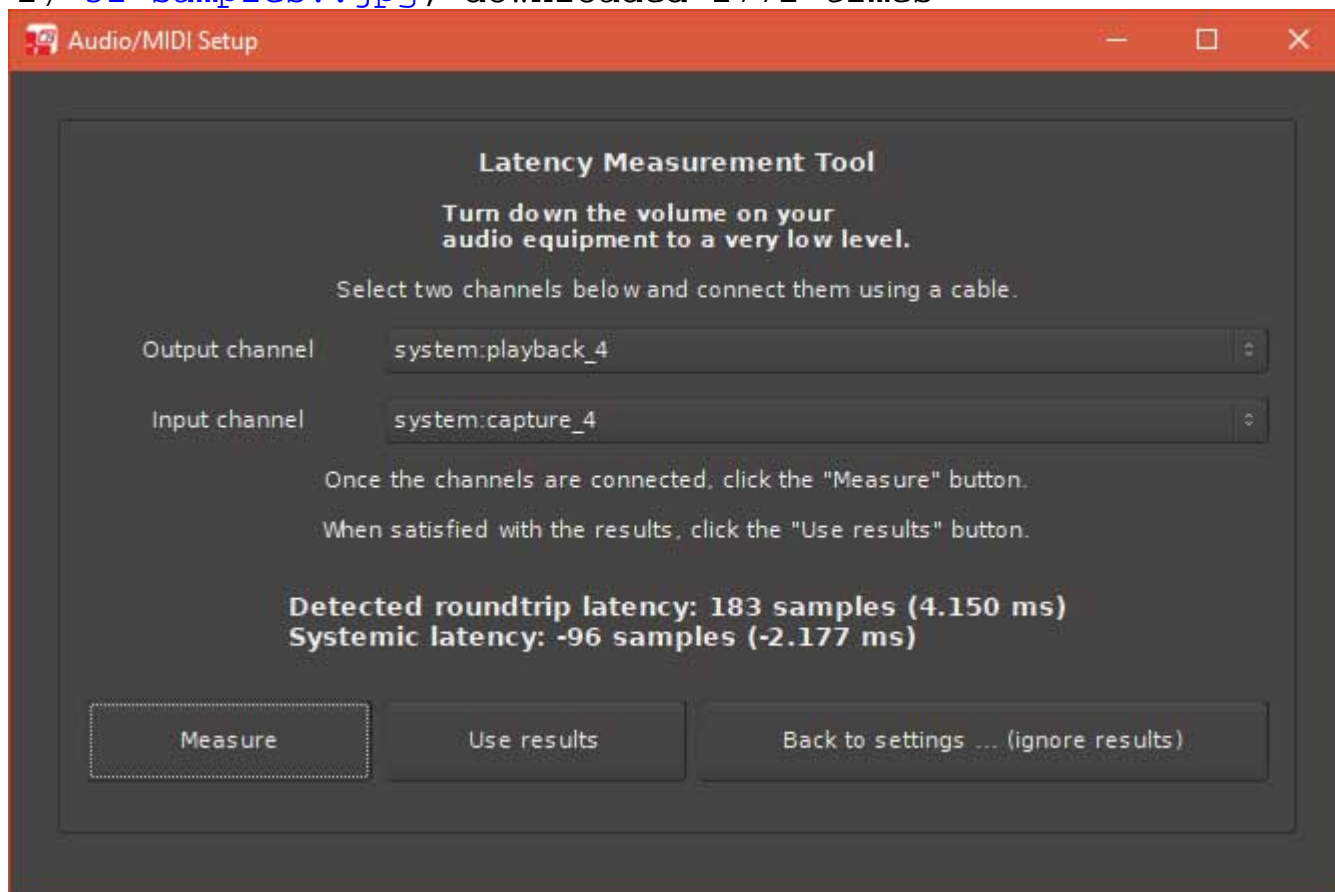 Audio/MIDI Setup
Latency Measurement Tool
Turn down the volume on your
audio equipment to a very low level.
Select two channels below and connect them using a cable.
Output channel system:playback_4
Input channel system:capture_4
Once the channels are connected, click the "Measure" button.
When satisfied with the results, click the "Use results" button.
Detected roundtrip latency: 183 samples (4.150 ms)
Systemic latency: -96 samples (-2.177 ms)
Measure Use results Back to settings ... (ignore results)